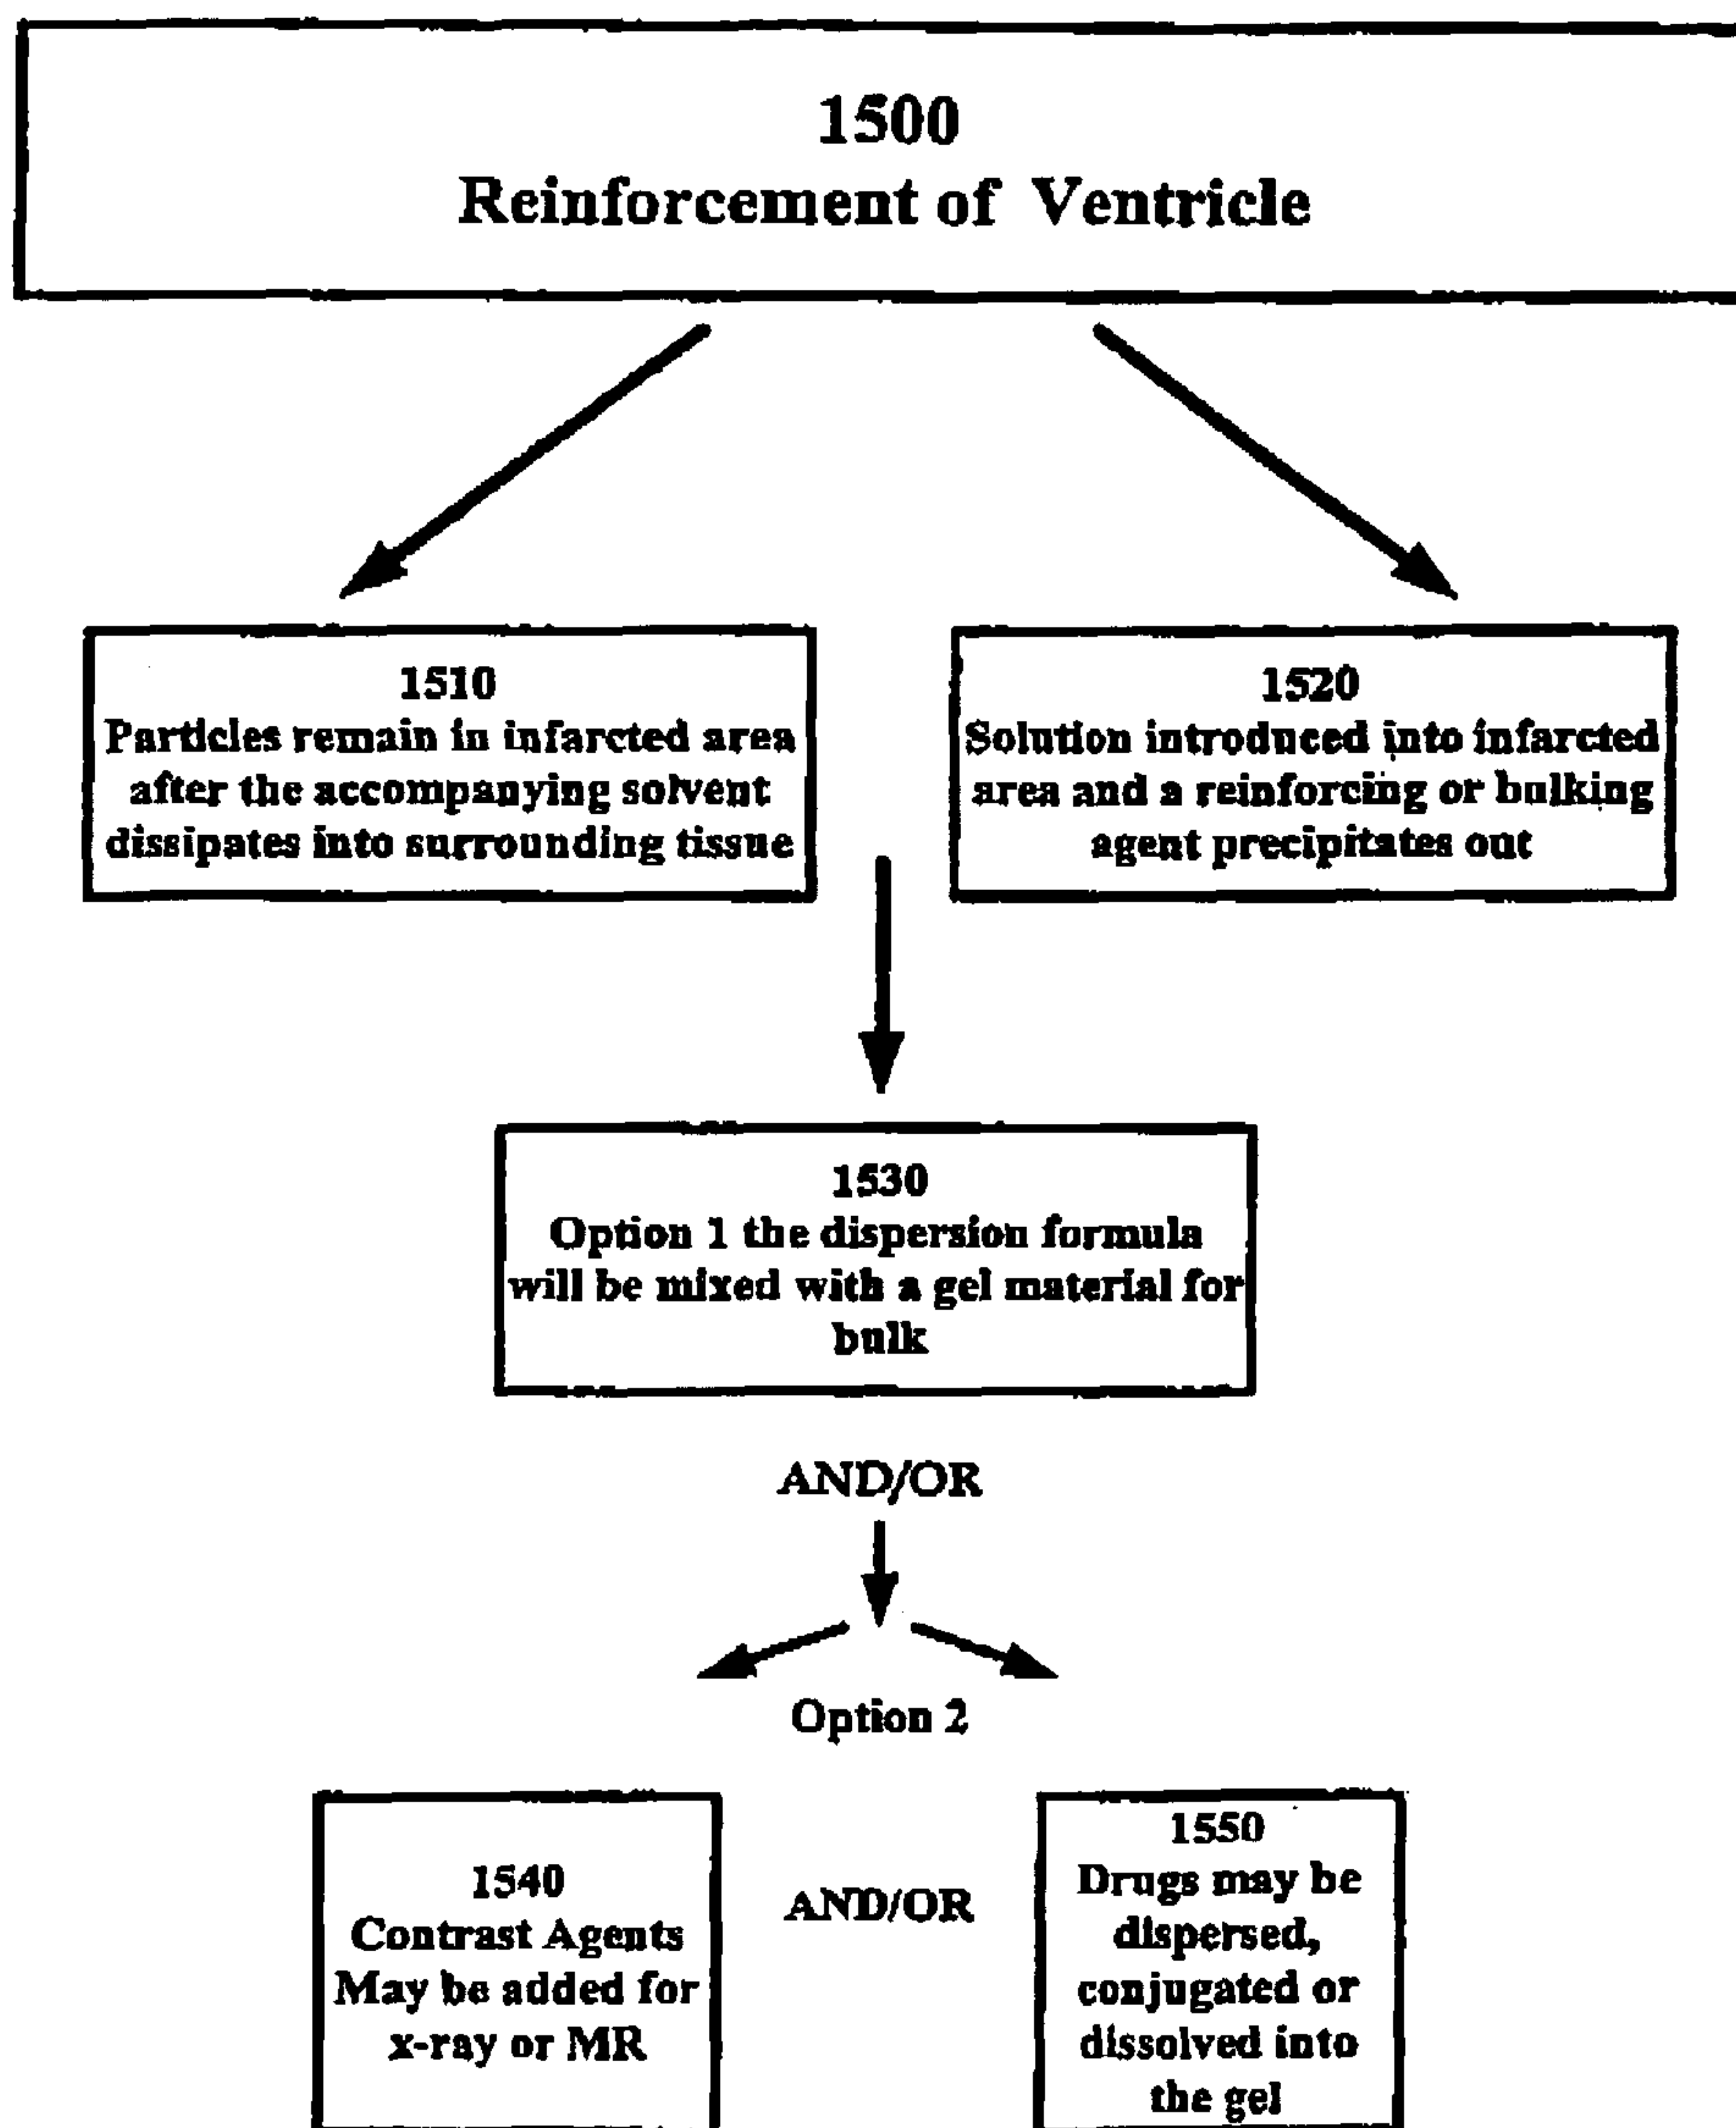 1500
Reinforcement of Ventricle
1510
Particles remain in infarcted area
after the accompanying solvent
dissipates into surrounding tissue
1520
Solution introduced into infarcted
area and a reinforcing or bulking
agent precipitates out
1530
Option 1 the dispersion formula
will be mixed with a gel material for
bulk
AND/OR
Option 2
1540
Contrast Agents
May be added for
x-ray or MR
AND/OR
1550
Drugs may be
dispersed,
conjugated or
dissolved into
the gel